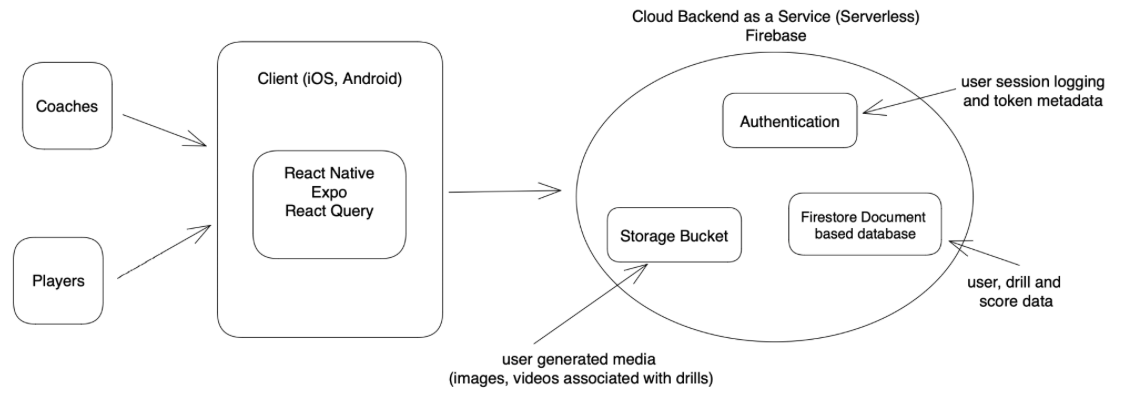 Cloud Backend as a Service (Serverless)
Firebase
Coaches
Players
Client (iOS, Android)
React Native
Expo
React Query
Authentication
user session logging
and token metadata
Storage Bucket
Firestore Document
based database
user, drill and
score data
user generated media
(images, videos associated with drills)